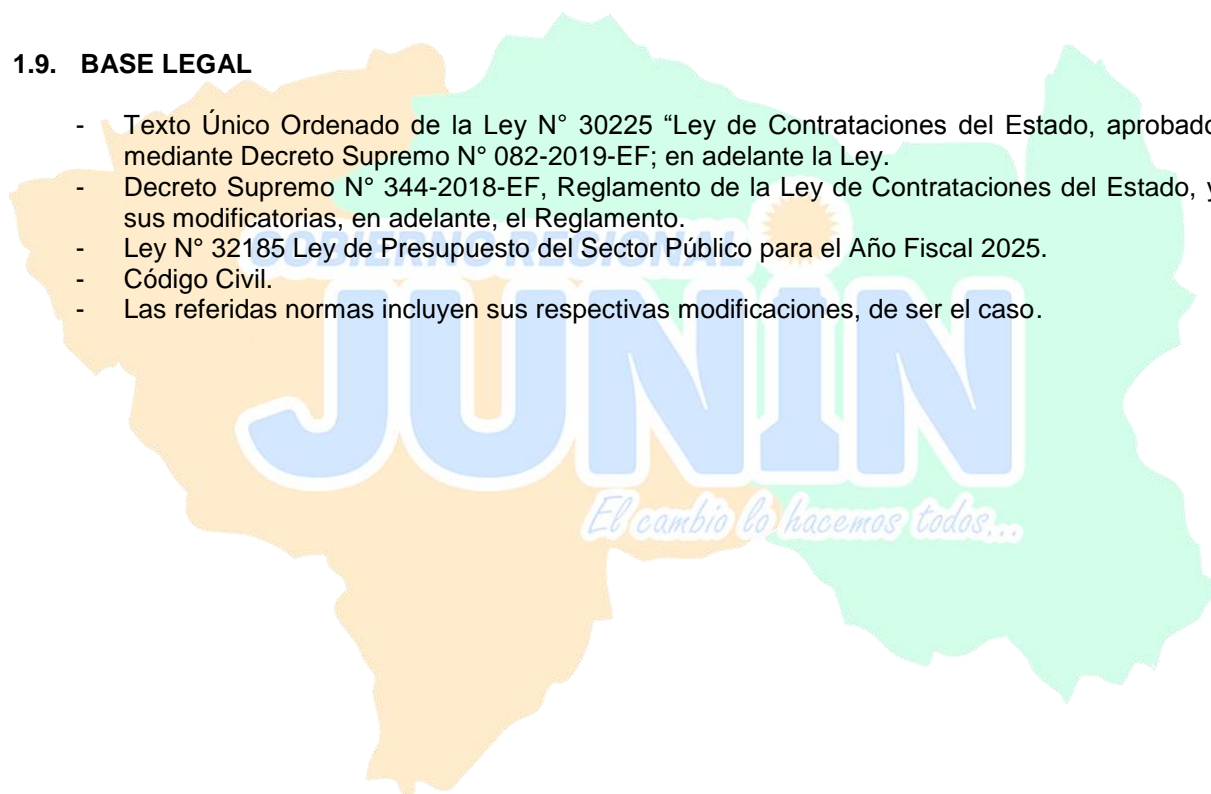 1.9. BASE LEGAL
- Texto Único Ordenado de la Ley N° 30225 “Ley de Contrataciones del Estado, aprobado
mediante Decreto Supremo N° 082-2019-EF; en adelante la Ley.
- Decreto Supremo N° 344-2018-EF, Reglamento de la Ley de Contrataciones del Estado, y
sus modificatorias, en adelante, el Reglamento.
- Ley N° 32185 Ley de Presupuesto del Sector Público para el Año Fiscal 2025.
- Código Civil.
- Las referidas normas incluyen sus respectivas modificaciones, de ser el caso.
GOBIERNO REGIONAL
JUNIN
El cambio lo hacemos todos...